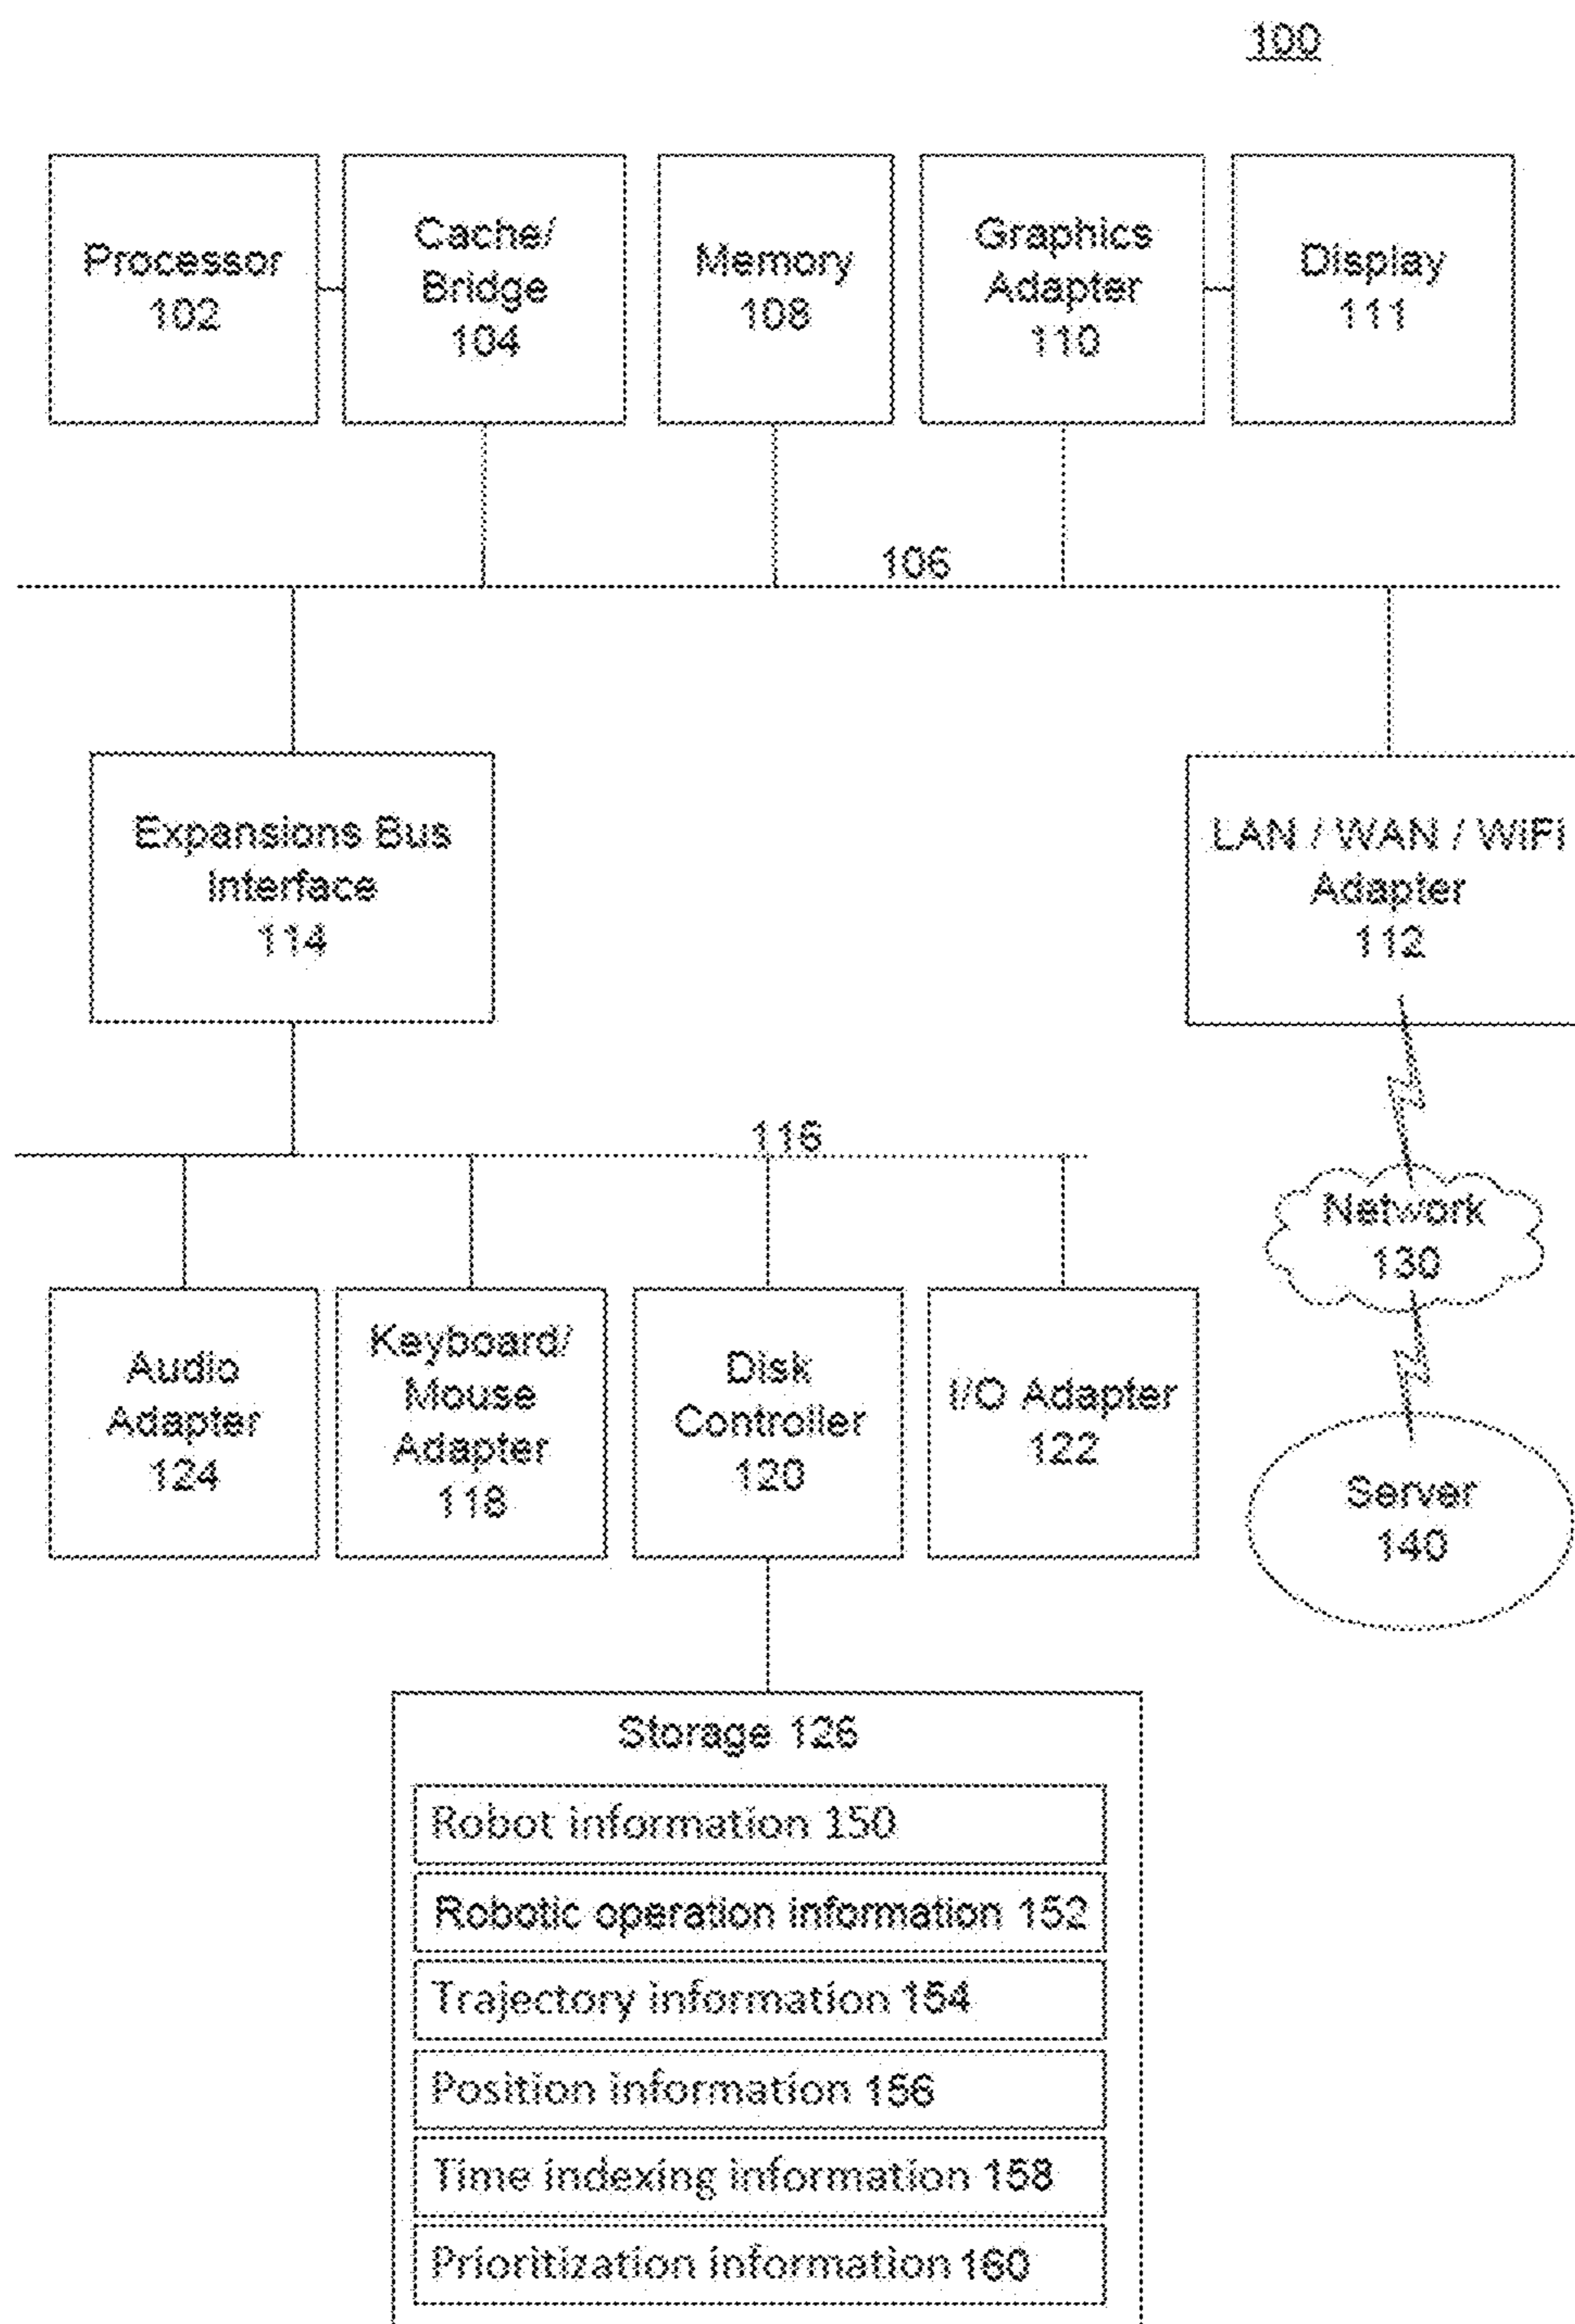 100
Processor
102
Cache/
Bridge
104
Memory
108
Graphics
Adapter
110
Display
111
106
Expansions Bus
Interface
114
LAN / WAN / WiFi
Adapter
112
116
Network
130
Audio
Adapter
124
Keyboard/
Mouse
Adapter
118
Disk
Controller
120
I/O Adapter
122
Server
140
Storage 126
Robot information 150
Robotic operation information 152
Trajectory information 154
Position information 156
Time indexing information 158
Prioritization information 160